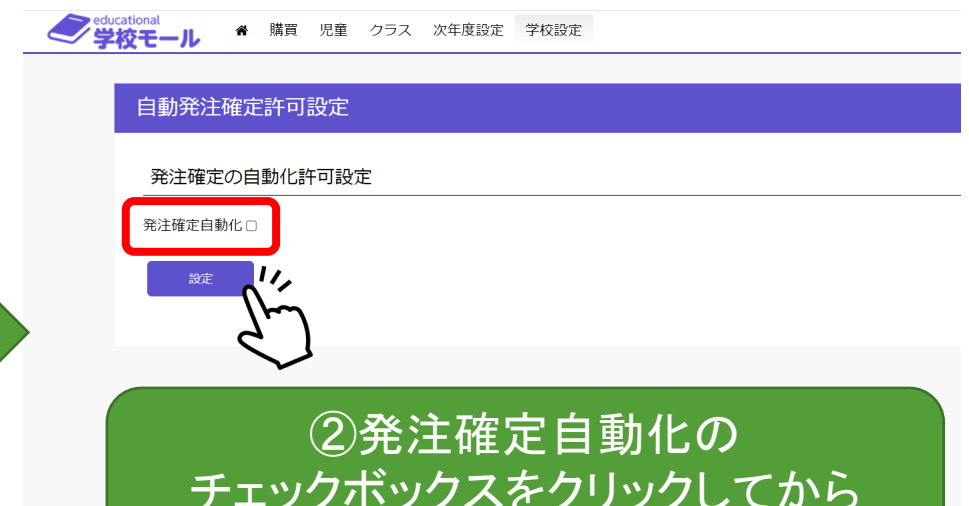 educational
学校モール
購買 児童 クラス 次年度設定 学校設定
自動発注確定許可設定
発注確定の自動化許可設定
発注確定自動化
設定
②発注確定自動化の
チェックボックスをクリックしてから